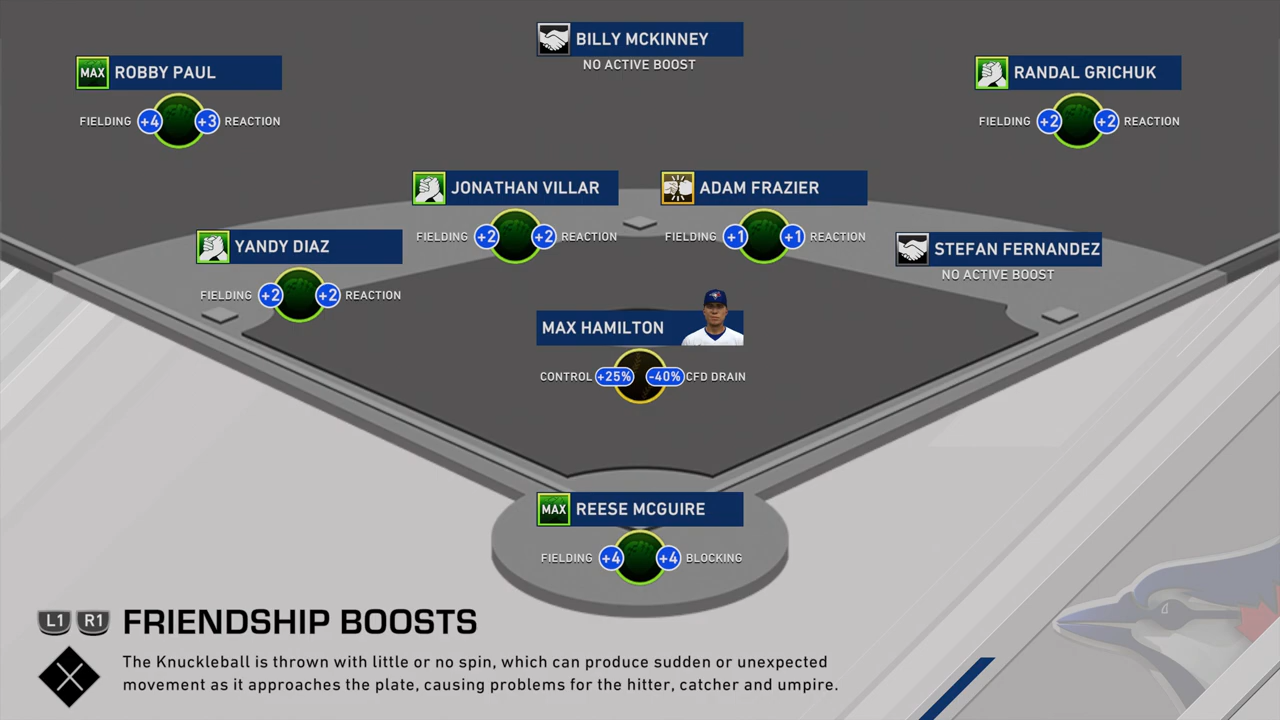 BILLY MCKINNEY
NO ACTIVE BOOST
MAX ROBBY PAUL
FIELDING +4 +3 REACTION
RANDAL GRICHUK
FIELDING +2 +2 REACTION
JONATHAN VILLAR
FIELDING +2 +2 REACTION
ADAM FRAZIER
FIELDING +1 +1 REACTION
YANDY DIAZ
FIELDING +2 +2 REACTION
STEFAN FERNANDEZ
NO ACTIVE BOOST
MAX HAMILTON
CONTROL +25% -40% CFD DRAIN
MAX REESE MCGUIRE
FIELDING +4 +4 BLOCKING
L1 R1 FRIENDSHIP BOOSTS
The Knuckleball is thrown with little or no spin, which can produce sudden or unexpected
movement as it approaches the plate, causing problems for the hitter, catcher and umpire.